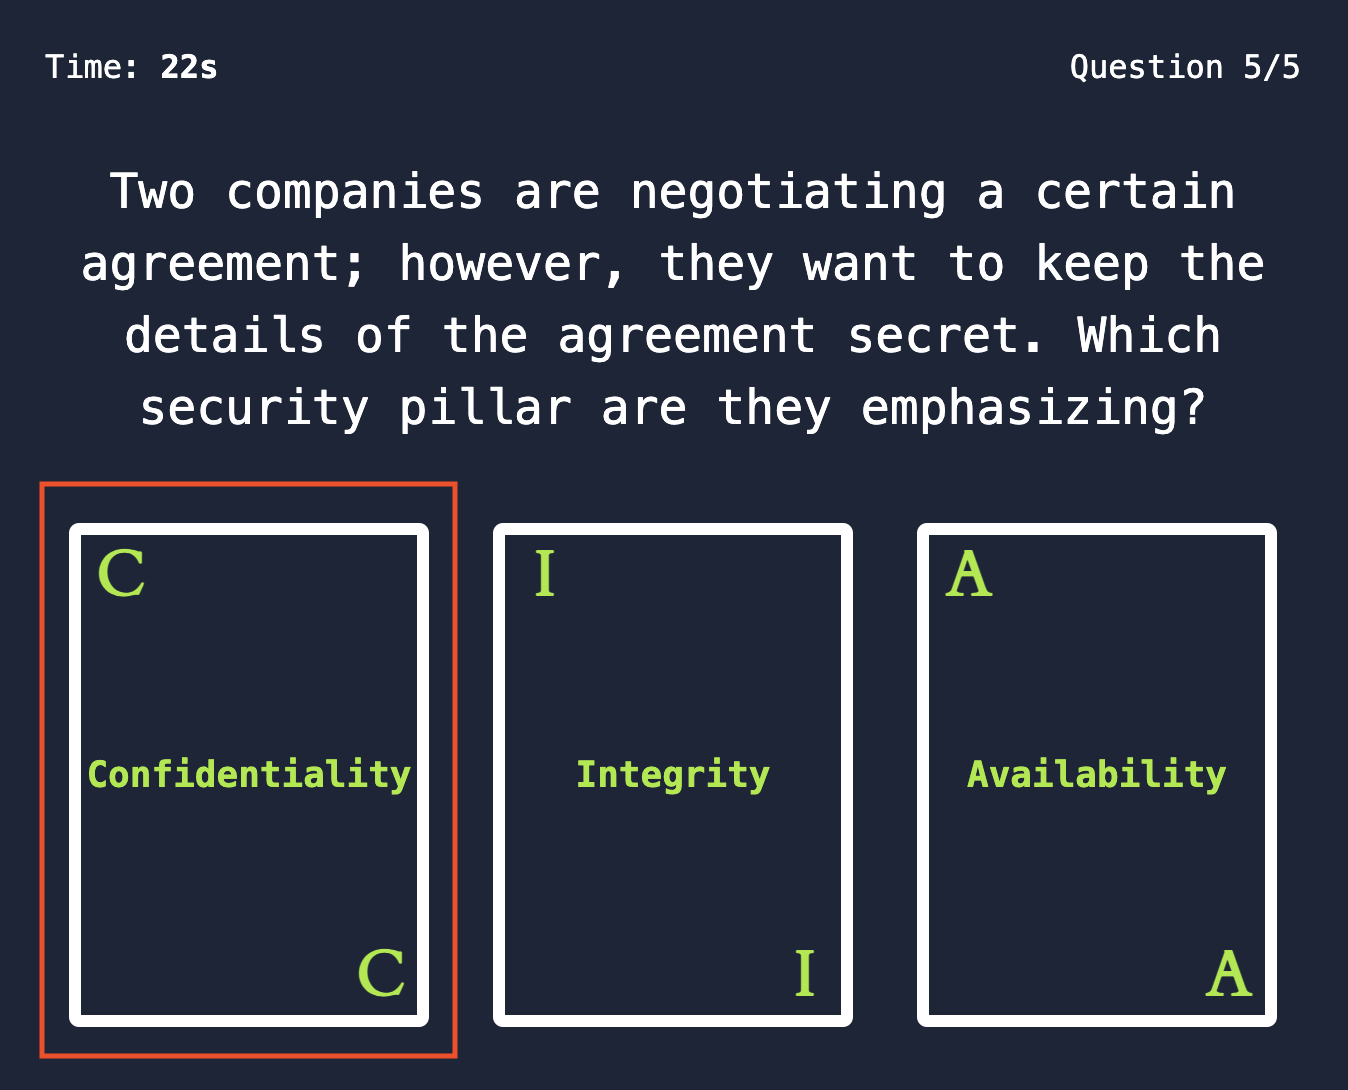 Time: 22s
Question 5/5
Two companies are negotiating a certain
agreement; however, they want to keep the
details of the agreement secret. Which
security pillar are they emphasizing?
C
I
A
Confidentiality
Integrity
Availability
C
I
A